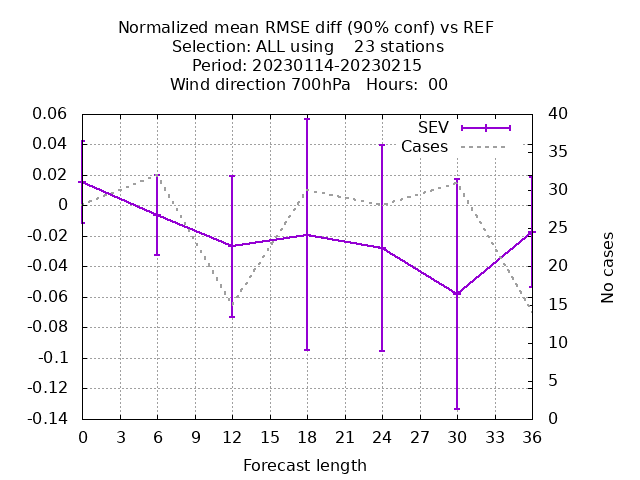 Normalized mean RMSE diff (90% conf) vs REF
Selection: ALL using    23 stations
Period: 20230114-20230215
Wind direction 700hPa   Hours:  00
SEV
Cases
0.06
0.04
0.02
0
-0.02
-0.04
-0.06
-0.08
-0.1
-0.12
-0.14
40
35
30
25
20
15
10
5
0
No cases
0 3 6 9 12 15 18 21 24 27 30 33 36
Forecast length